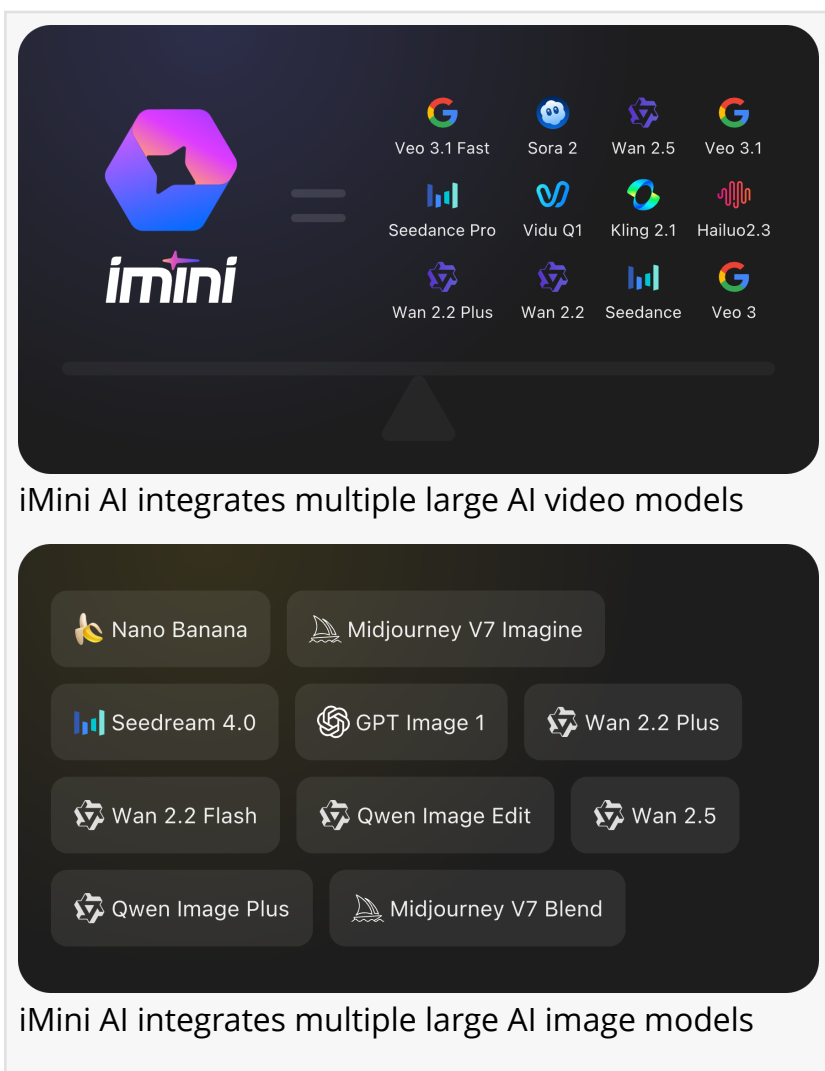 imini
Veo 3.1 Fast Sora 2 Wan 2.5 Veo 3.1
Seedance Pro Vidu Q1 Kling 2.1 Hailuo2.3
Wan 2.2 Plus Wan 2.2 Seedance Veo 3
iMini AI integrates multiple large AI video models
Nano Banana Midjourney V7 Imagine
Seedream 4.0 GPT Image 1 Wan 2.2 Plus
Wan 2.2 Flash Qwen Image Edit Wan 2.5
Qwen Image Plus Midjourney V7 Blend
iMini AI integrates multiple large AI image models